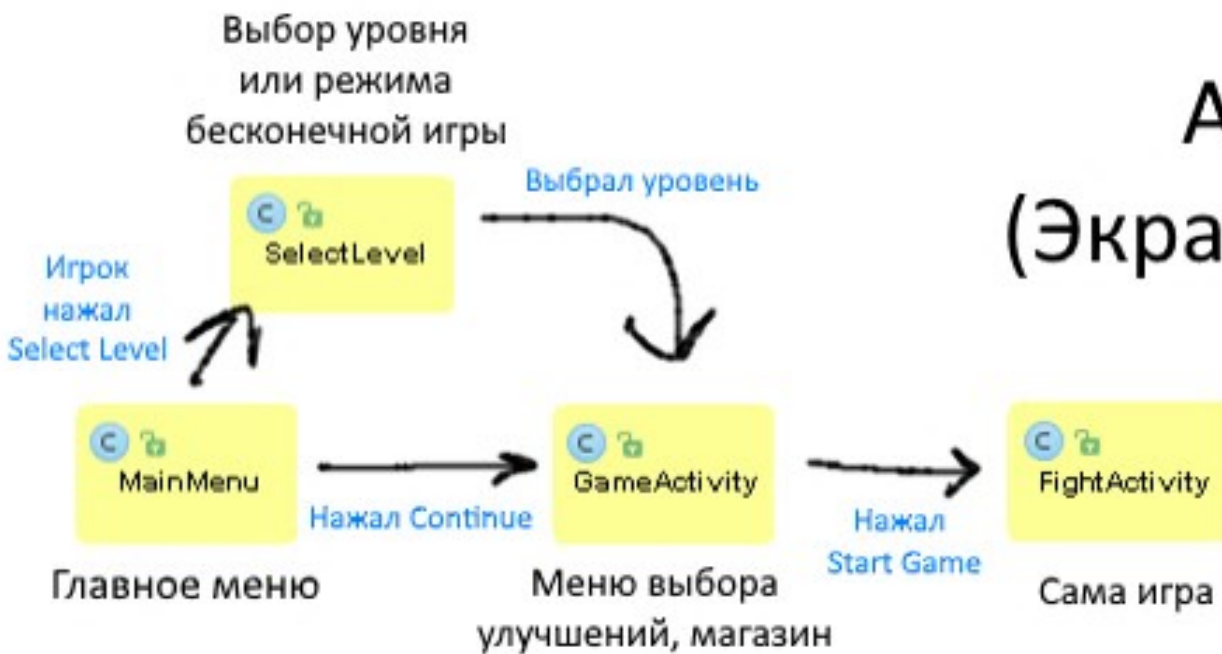 Выбор уровня
или режима
бесконечной игры
Выбрал уровень
C
SelectLevel
Игрок
нажал
Select Level
C
MainMenu
Нажал Continue
Главное меню
C
GameActivity
Меню выбора
улучшений, магазин
Нажал
Start Game
C
FightActivity
Сама игра